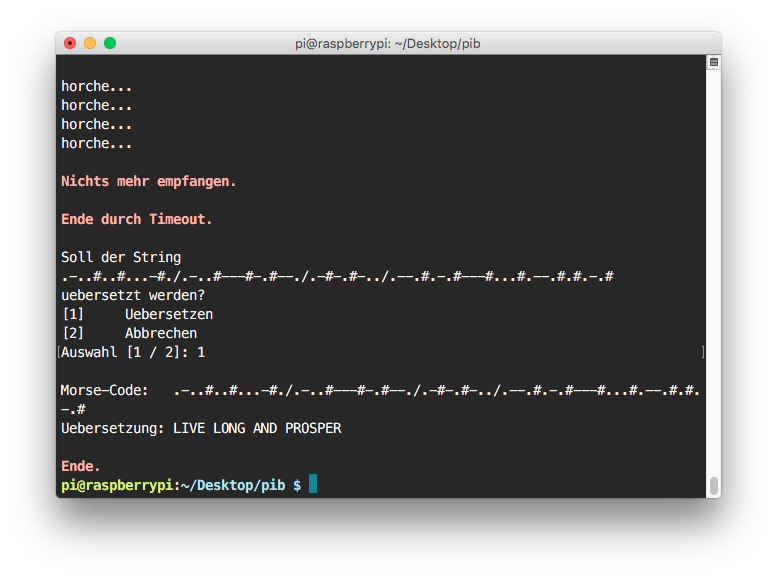 pi@raspberrypi: ~/Desktop/pib
horche...
horche...
horche...
horche...
Nichts mehr empfangen.
Ende durch Timeout.
Soll der String
.-..#..#...-#./.-..#---#-.#--./.-#-.#-../.--.#.-.#---#...#.--.#.#.-.#
uebersetzt werden?
[1]     Uebersetzen
[2]     Abbrechen
[Auswahl [1 / 2]: 1 ]
Morse-Code:   .-..#..#...-#./.-..#---#-.#--./.-#-.#-../.--.#.-.#---#...#.--.#.#.
-.#
Uebersetzung: LIVE LONG AND PROSPER
Ende.
pi@raspberrypi:~/Desktop/pib $